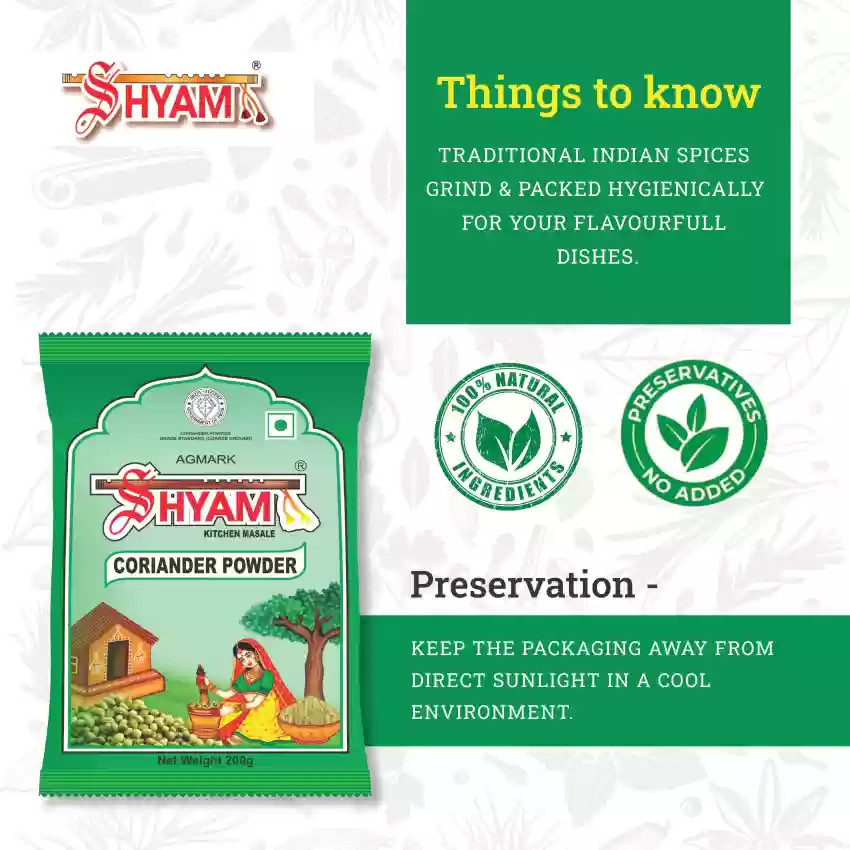 SHYAM
®
Things to know
TRADITIONAL INDIAN SPICES
GRIND & PACKED HYGIENICALLY
FOR YOUR FLAVOURFULL
DISHES.
100% NATURAL
INGREDIENTS
PRESERVATIVES
NO ADDED
CORIANDER POWDER
GRADE STANDARD (COARSE GROUND)
AGMARK
SHYAM
®
KITCHEN MASALE
CORIANDER POWDER
Net Weight 200g
Preservation -
KEEP THE PACKAGING AWAY FROM
DIRECT SUNLIGHT IN A COOL
ENVIRONMENT.